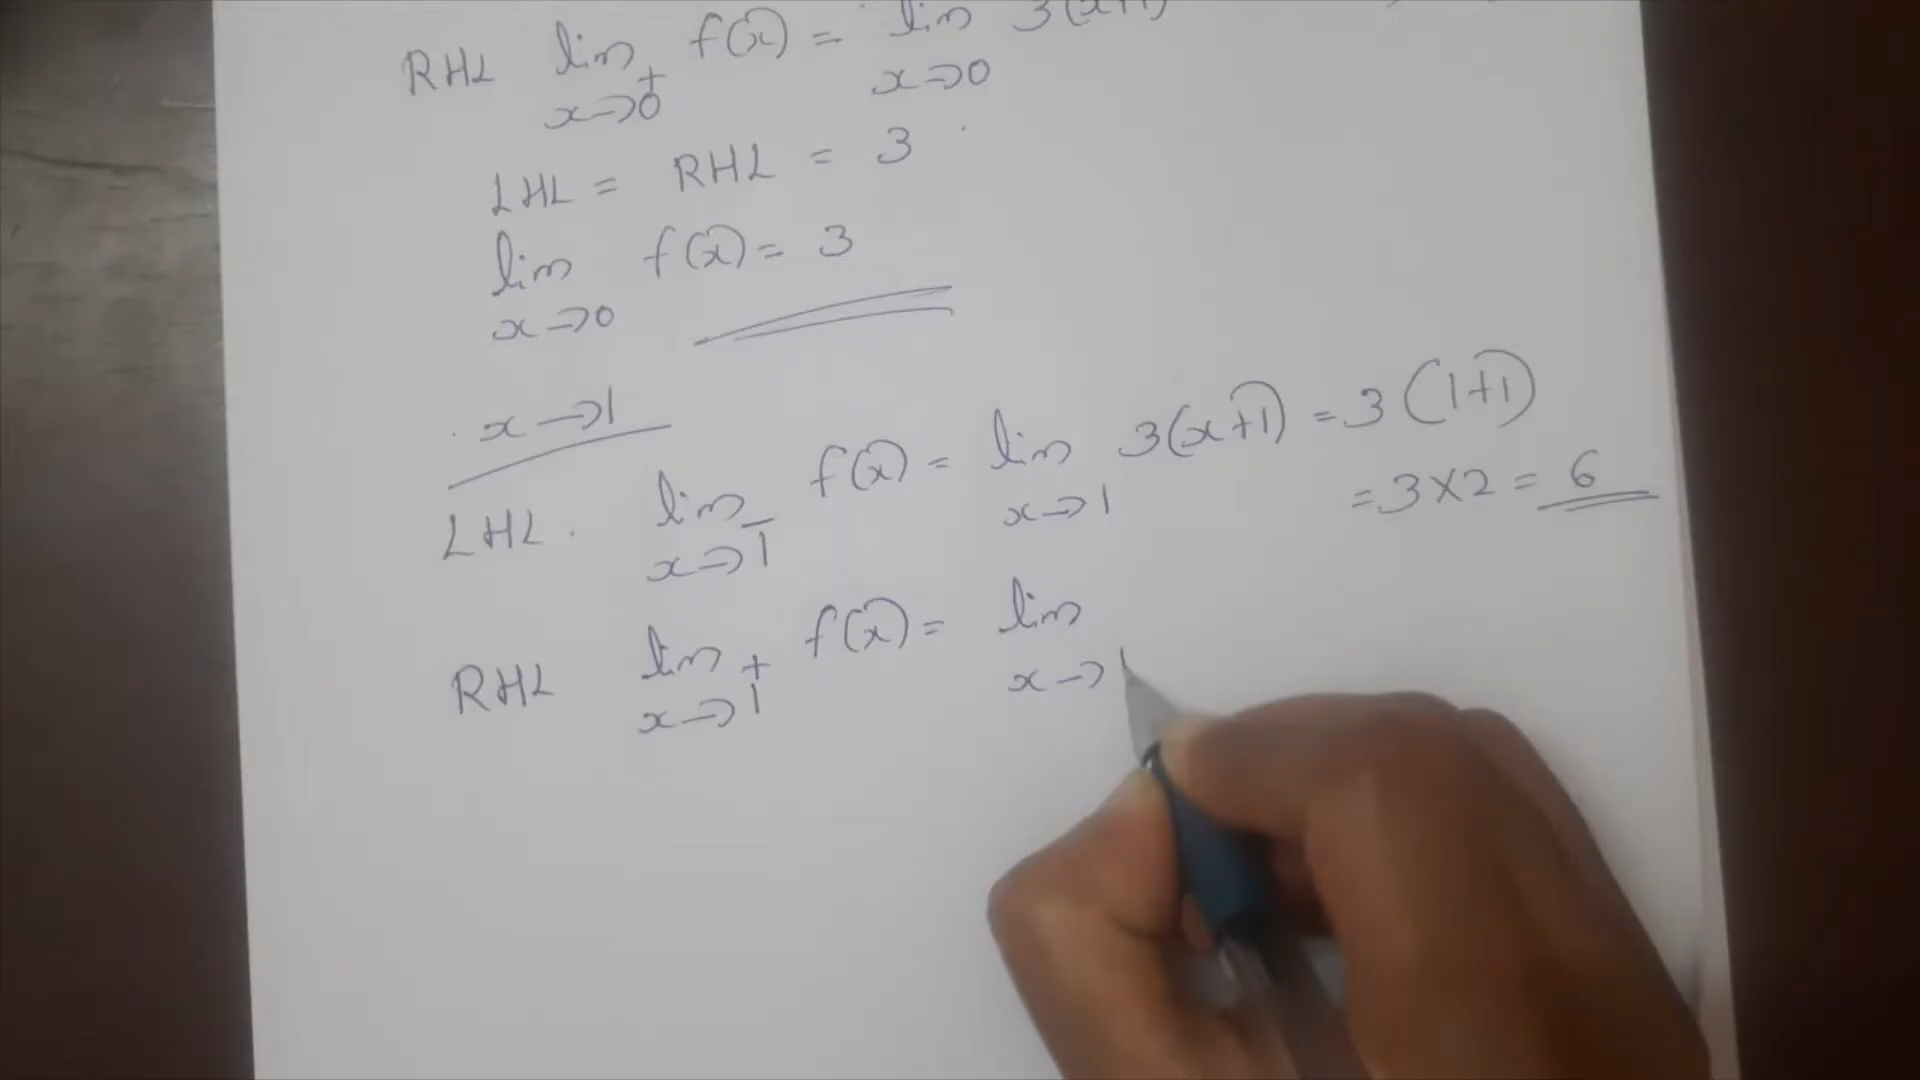 RHL lim x→0⁺ f(x) = lim x→0 3(x+1)
LHL = RHL = 3
lim x→0 f(x) = 3
x→1
LHL. lim x→1⁻ f(x) = lim x→1 3(x+1) = 3(1+1)
= 3×2 = 6
RHL lim x→1⁺ f(x) = lim x→1